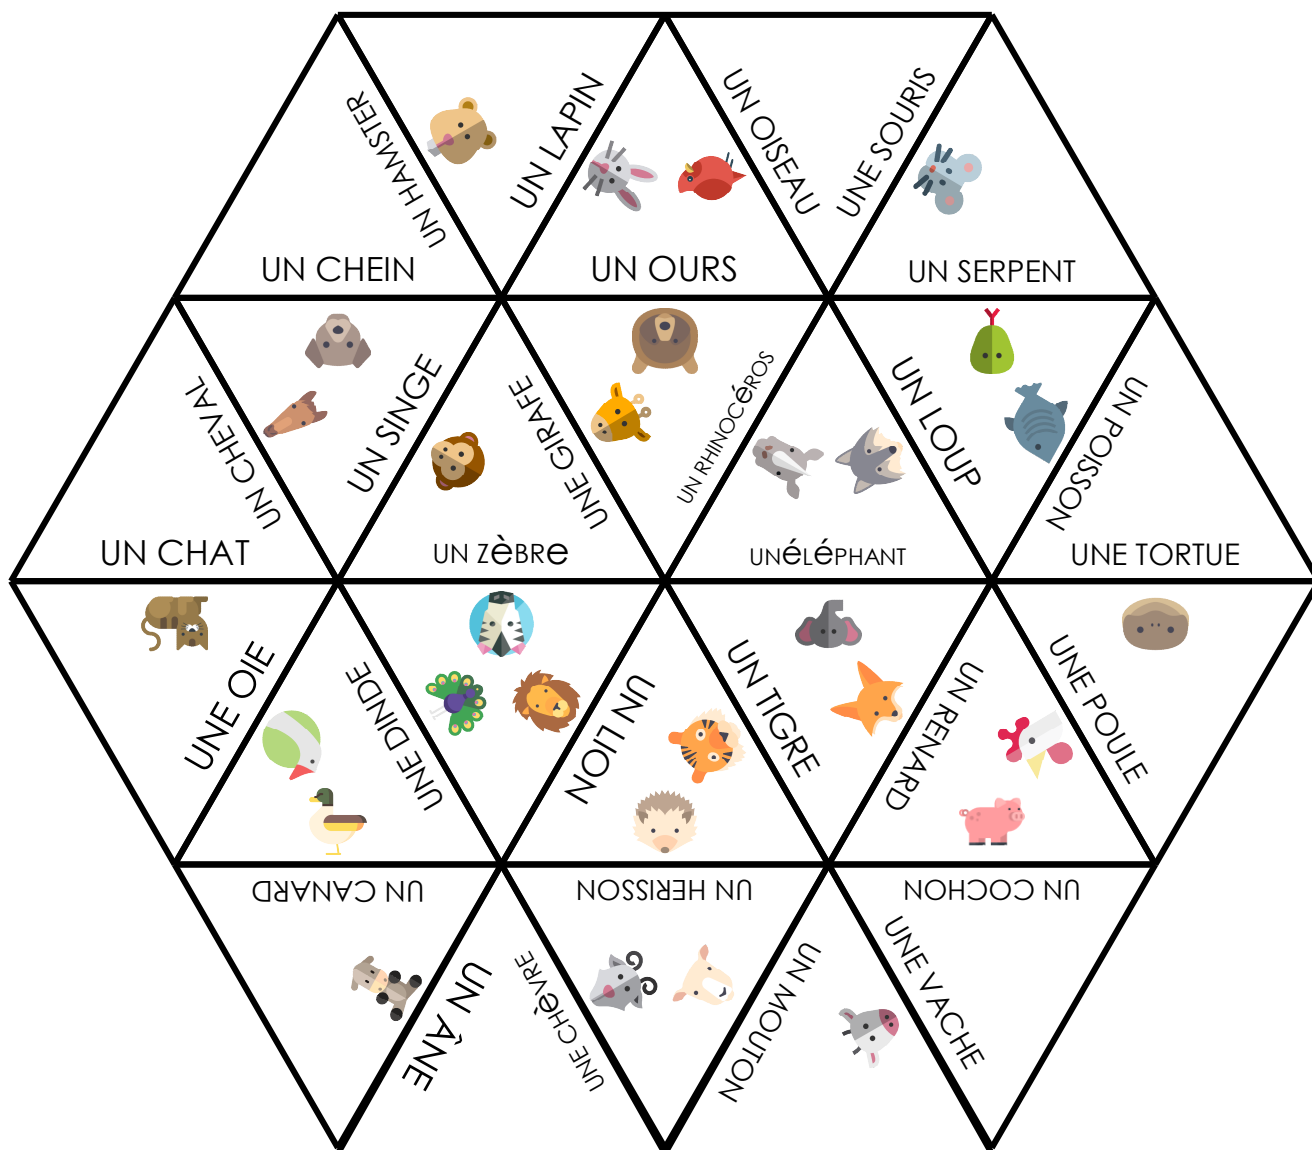 UN HAMSTER
UN LAPIN
UN OISEAU
UNE SOURIS
UN CHEIN
UN OURS
UN SERPENT
UN CHEVAL
UN SINGE
UNE GIRAFE
UN RHINOCéROS
UN LOUP
UN POISSON
UN CHAT
UN ZèBRe
UNéLéPHANT
UNE TORTUE
UNE OIE
UNE DINDE
UN LION
UN TIGRE
UN RENARD
UNE POULE
UN CANARD
UN HERISSON
UN COCHON
UN ÂNE
UNE CHèVRE
UN MOUTON
UNE VACHE